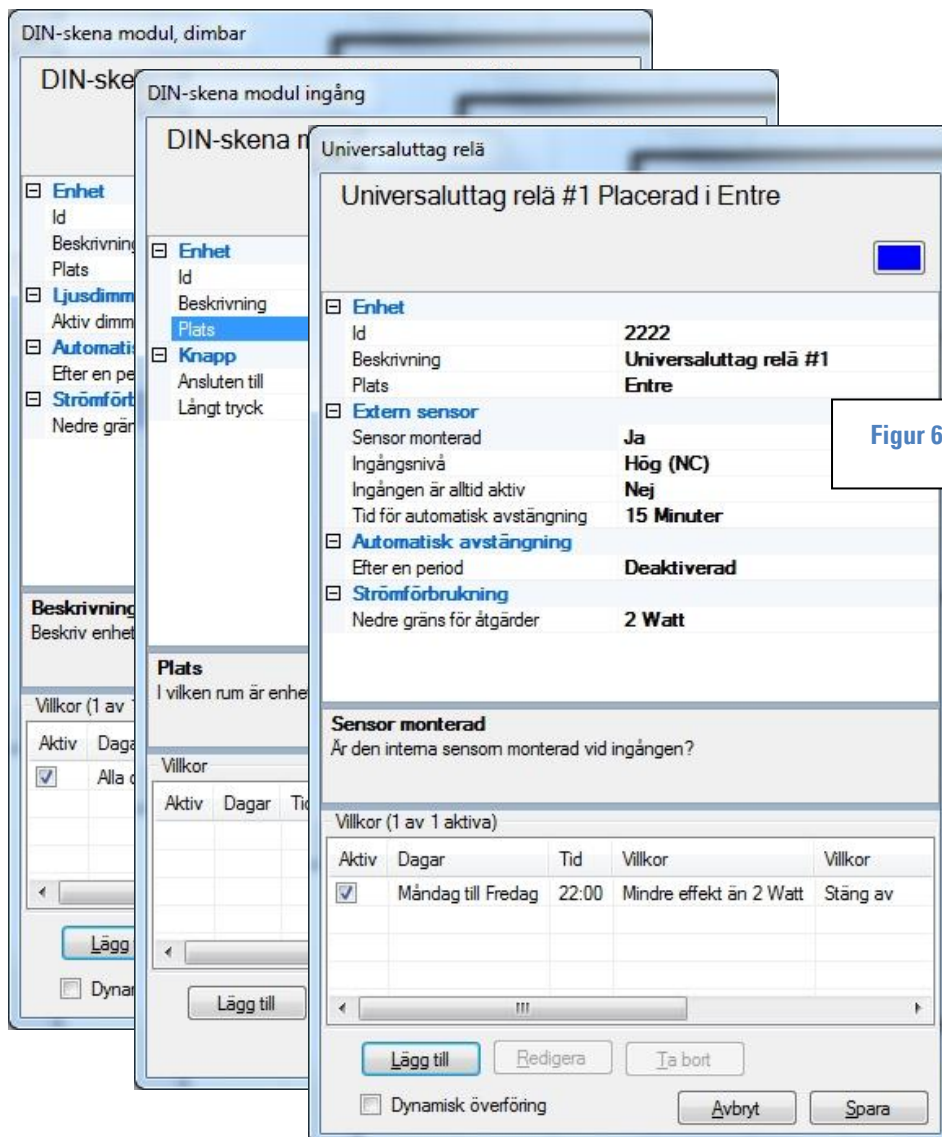 DIN-skena modul, dimbar
DIN-ske
Enhet
Id
Beskrivning
Plats
Ljusdimm
Aktiv dimm
Automatis
Efter en pe
Strömförb
Nedre grän
Beskrivning
Beskriv enhet
Villkor (1 av 1
Aktiv Daga
Alla d
Lägg
Dynam
DIN-skena modul ingång
DIN-skena m
Enhet
Id
Beskrivning
Plats
Knapp
Ansluten till
Långt tryck
Plats
I vilken rum är enhe
Villkor
Aktiv Dagar Tid
Lägg till
Universaluttag relä
Universaluttag relä #1 Placerad i Entre
Enhet
Id 2222
Beskrivning Universaluttag relä #1
Plats Entre
Extern sensor
Sensor monterad Ja
Ingångsnivå Hög (NC)
Ingången är alltid aktiv Nej
Tid för automatisk avstängning 15 Minuter
Automatisk avstängning
Efter en period Deaktiverad
Strömförbrukning
Nedre gräns för åtgärder 2 Watt
Sensor monterad
Är den interna sensorn monterad vid ingången?
Villkor (1 av 1 aktiva)
Aktiv Dagar Tid Villkor Villkor
Måndag till Fredag 22:00 Mindre effekt än 2 Watt Stäng av
Lägg till Redigera Ta bort
Dynamisk överföring Avbryt Spara
Figur 6